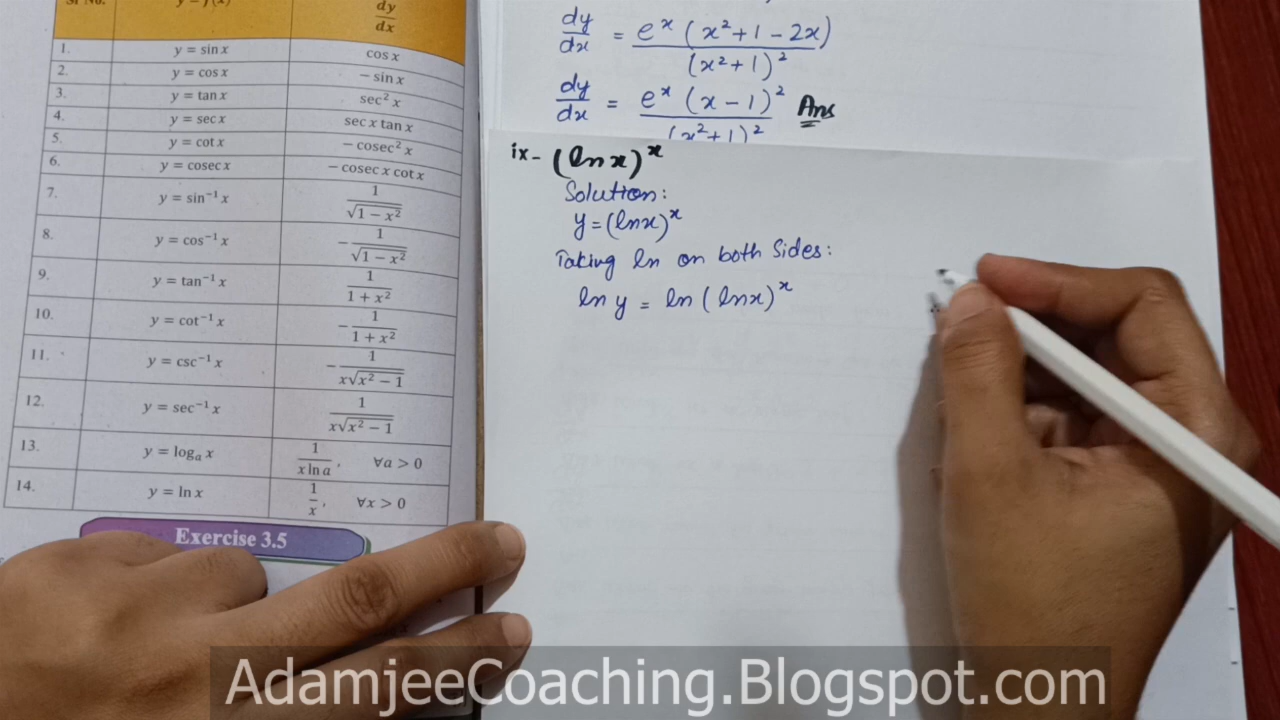 Sr No. y = f(x) dy/dx
1. y = sin x cos x
2. y = cos x − sin x
3. y = tan x sec² x
4. y = sec x sec x tan x
5. y = cot x − cosec² x
6. y = cosec x − cosec x cot x
7. y = sin⁻¹ x 1/√(1 − x²)
8. y = cos⁻¹ x −1/√(1 − x²)
9. y = tan⁻¹ x 1/(1 + x²)
10. y = cot⁻¹ x −1/(1 + x²)
11. y = csc⁻¹ x −1/(x√(x² − 1))
12. y = sec⁻¹ x 1/(x√(x² − 1))
13. y = logₐ x 1/(x ln a), ∀a > 0
14. y = ln x 1/x, ∀x > 0
Exercise 3.5
dy/dx = eˣ (x² + 1 − 2x)/(x² + 1)²
dy/dx = eˣ (x − 1)²/(x² + 1)² Ans
ix- (ln x)ˣ
Solution:
y = (ln x)ˣ
Taking ln on both Sides:
ln y = ln (ln x)ˣ
AdamjeeCoaching.Blogspot.com